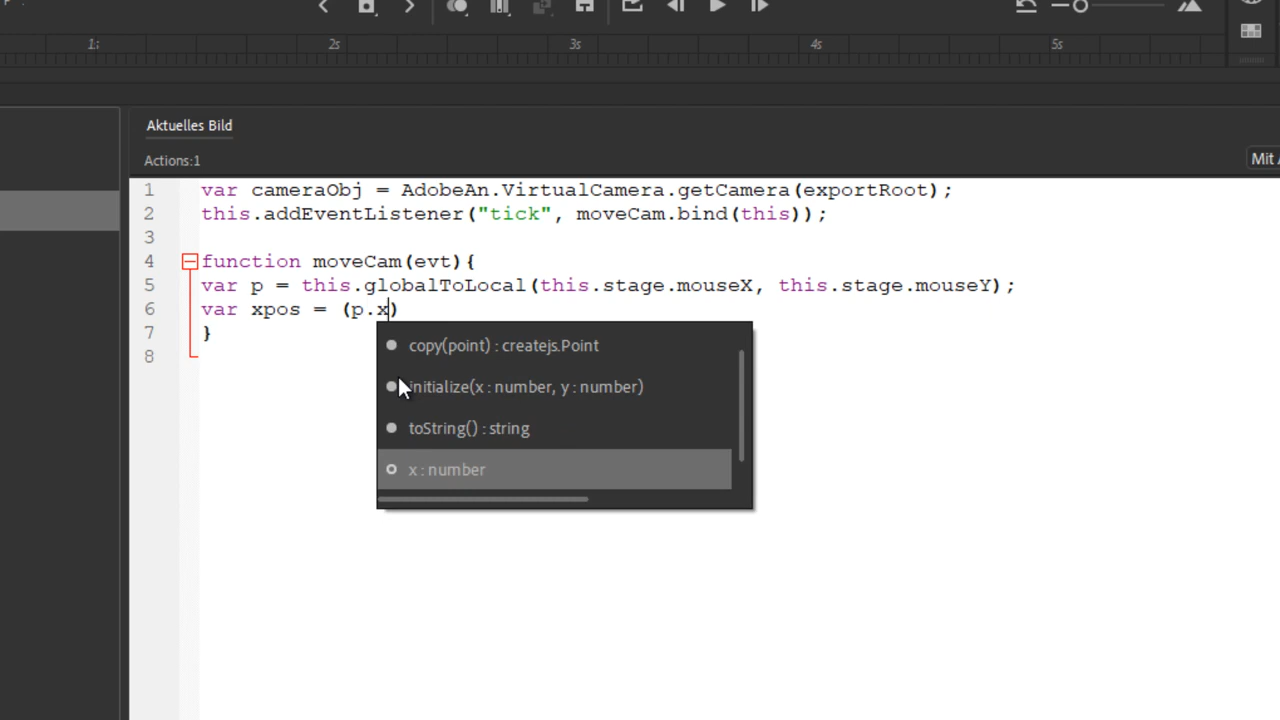 1s
2s
3s
4s
5s
Aktuelles Bild
Actions:1
Mit
1 var cameraObj = AdobeAn.VirtualCamera.getCamera(exportRoot);
2 this.addEventListener("tick", moveCam.bind(this));
3
4 function moveCam(evt){
5 var p = this.globalToLocal(this.stage.mouseX, this.stage.mouseY);
6 var xpos = (p.x)
7 }
8
copy(point) : createjs.Point
initialize(x : number, y : number)
toString() : string
x : number